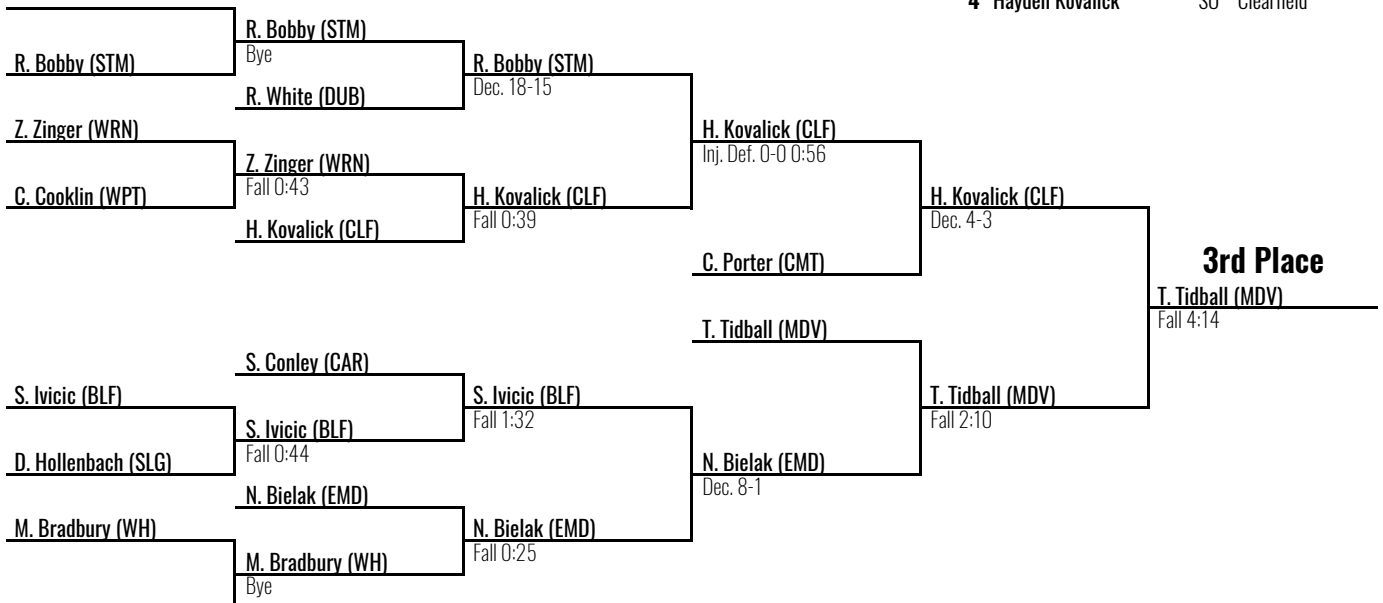 4 Hayden Kovalick SO Clearfield
R. Bobby (STM)
Bye
R. Bobby (STM)
R. Bobby (STM)
Dec. 18-15
R. White (DUB)
Z. Zinger (WRN)
H. Kovalick (CLF)
Inj. Def. 0-0 0:56
Z. Zinger (WRN)
Fall 0:43
C. Cooklin (WPT)
H. Kovalick (CLF)
Fall 0:39
H. Kovalick (CLF)
Dec. 4-3
H. Kovalick (CLF)
C. Porter (CMT)
3rd Place
T. Tidball (MDV)
Fall 4:14
T. Tidball (MDV)
S. Conley (CAR)
S. Ivicic (BLF)
S. Ivicic (BLF)
Fall 1:32
T. Tidball (MDV)
Fall 2:10
S. Ivicic (BLF)
Fall 0:44
D. Hollenbach (SLG)
N. Bielak (EMD)
Dec. 8-1
N. Bielak (EMD)
M. Bradbury (WH)
N. Bielak (EMD)
Fall 0:25
M. Bradbury (WH)
Bye